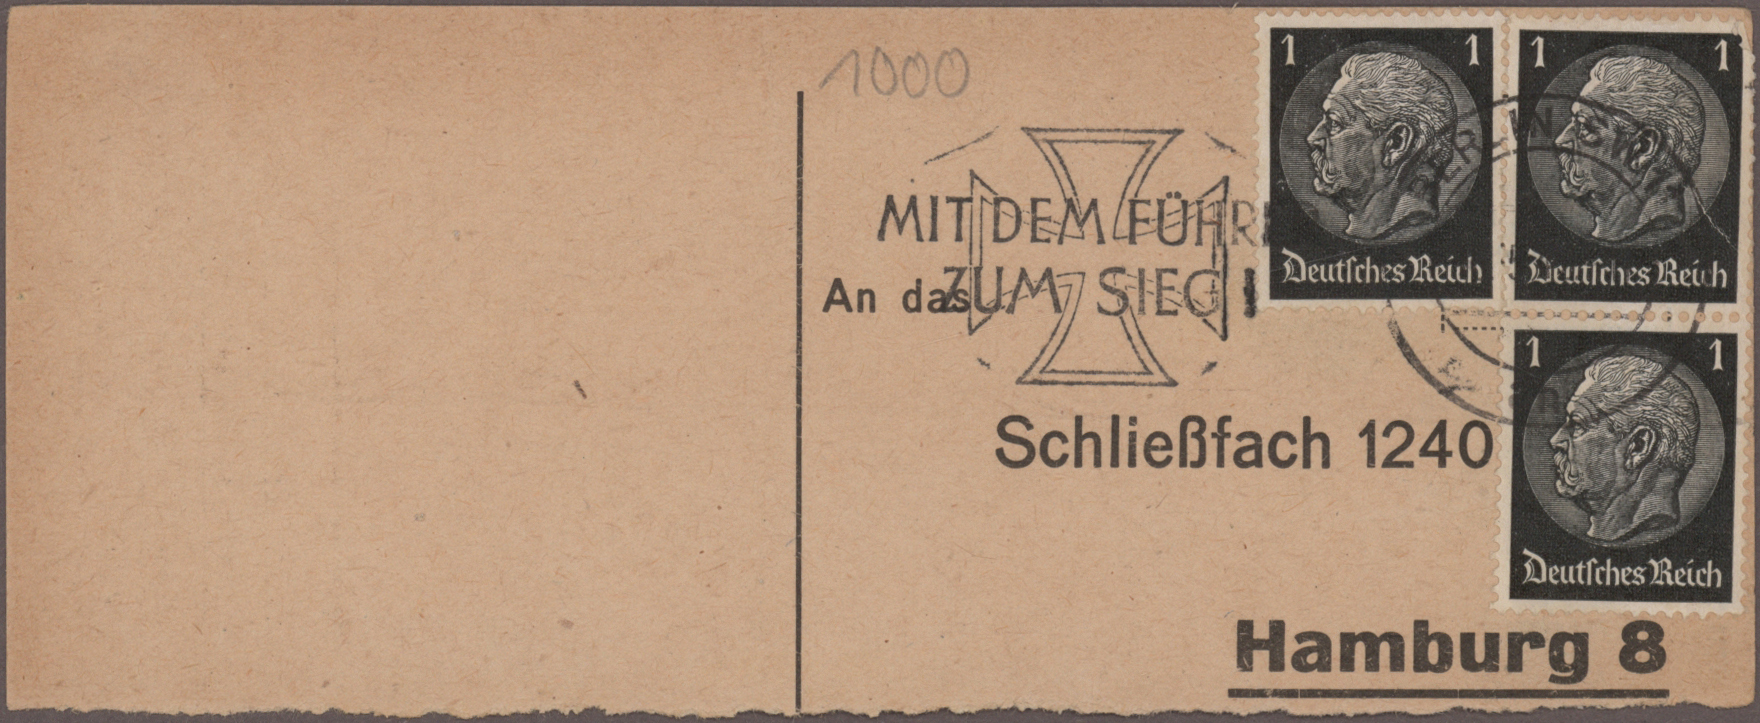 1000
1 1
Deutsches Reich
1 1
Deutsches Reich
MIT DEM FÜHRE
ZUM SIEG!
An das
1 1
Deutsches Reich
Schließfach 1240
Hamburg 8